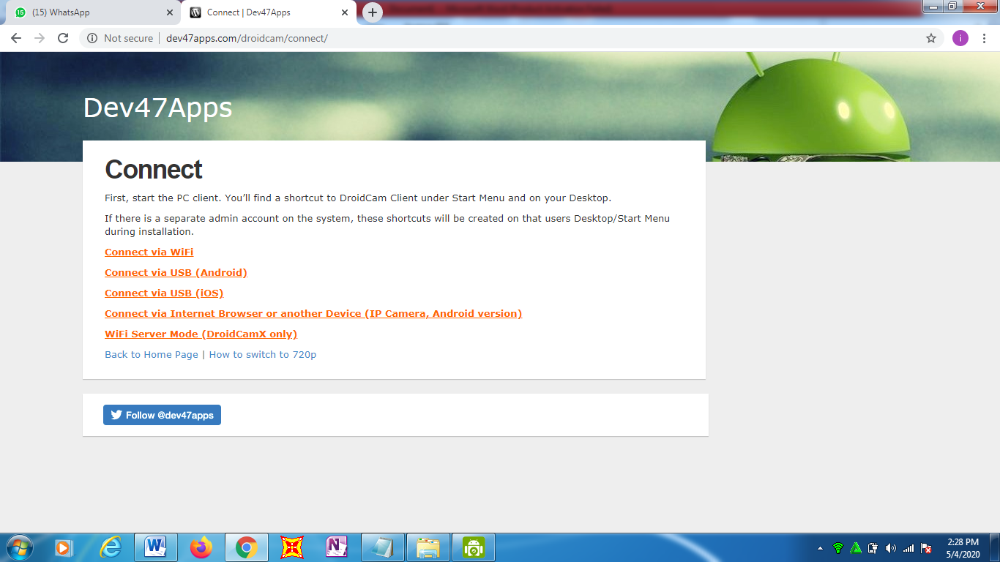 (15) WhatsApp
Connect | Dev47Apps
Not secure
dev47apps.com/droidcam/connect/
i
Dev47Apps
Connect
First, start the PC client. You’ll find a shortcut to DroidCam Client under Start Menu and on your Desktop.
If there is a separate admin account on the system, these shortcuts will be created on that users Desktop/Start Menu
during installation.
Connect via WiFi
Connect via USB (Android)
Connect via USB (iOS)
Connect via Internet Browser or another Device (IP Camera, Android version)
WiFi Server Mode (DroidCamX only)
Back to Home Page | How to switch to 720p
Follow @dev47apps
2:28 PM
5/4/2020